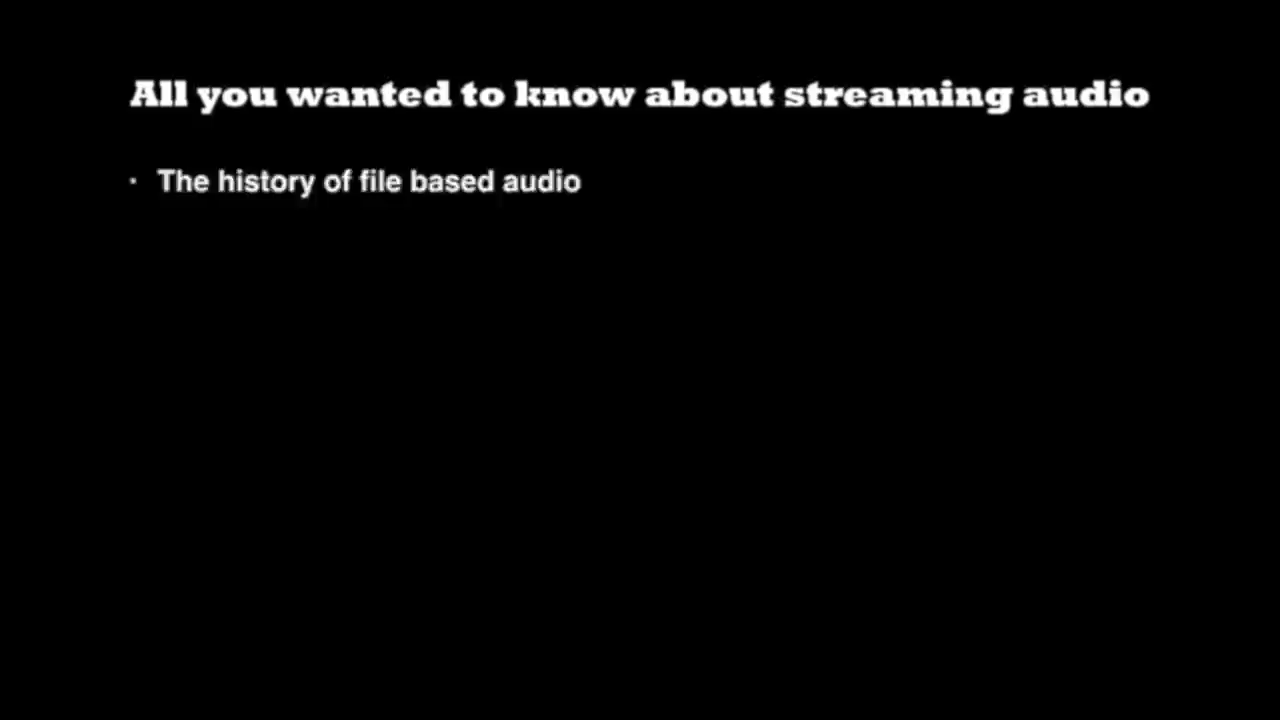 All you wanted to know about streaming audio
• The history of file based audio